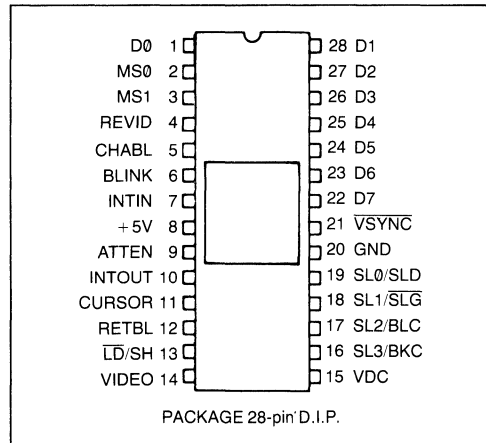 D0 1 28 D1
MS0 2 27 D2
MS1 3 26 D3
REVID 4 25 D4
CHABL 5 24 D5
BLINK 6 23 D6
INTIN 7 22 D7
+5V 8 21 VSYNC
ATTEN 9 20 GND
INTOUT 10 19 SL0/SLD
CURSOR 11 18 SL1/SLG
RETBL 12 17 SL2/BLC
LD/SH 13 16 SL3/BKC
VIDEO 14 15 VDC
PACKAGE 28-pin D.I.P.